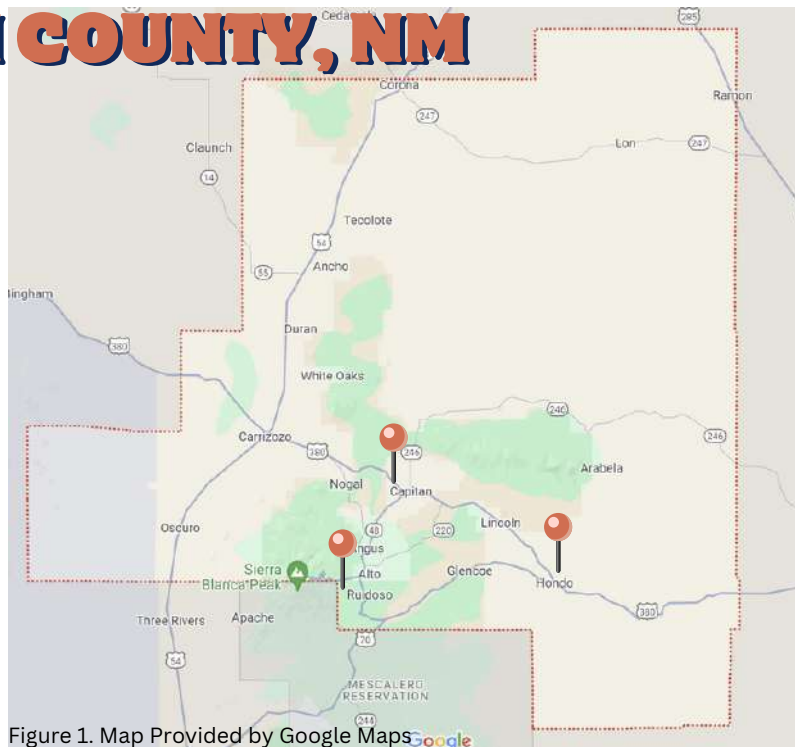 COUNTY, NM
285
Corona
Ramon
247
Lon
247
Claunch
14
Tecolote
54
55
Ancho
Bingham
Duran
380
White Oaks
246
Carrizozo
380
246
246
Arabela
Nogal
Capitan
Oscuro
48
220
Lincoln
Angus
Sierra
Blanca Peak
Alto
Glencoe
Hondo
Ruidoso
Three Rivers
Apache
380
70
54
MESCALERO
RESERVATION
244
Figure 1. Map Provided by Google Maps
Google